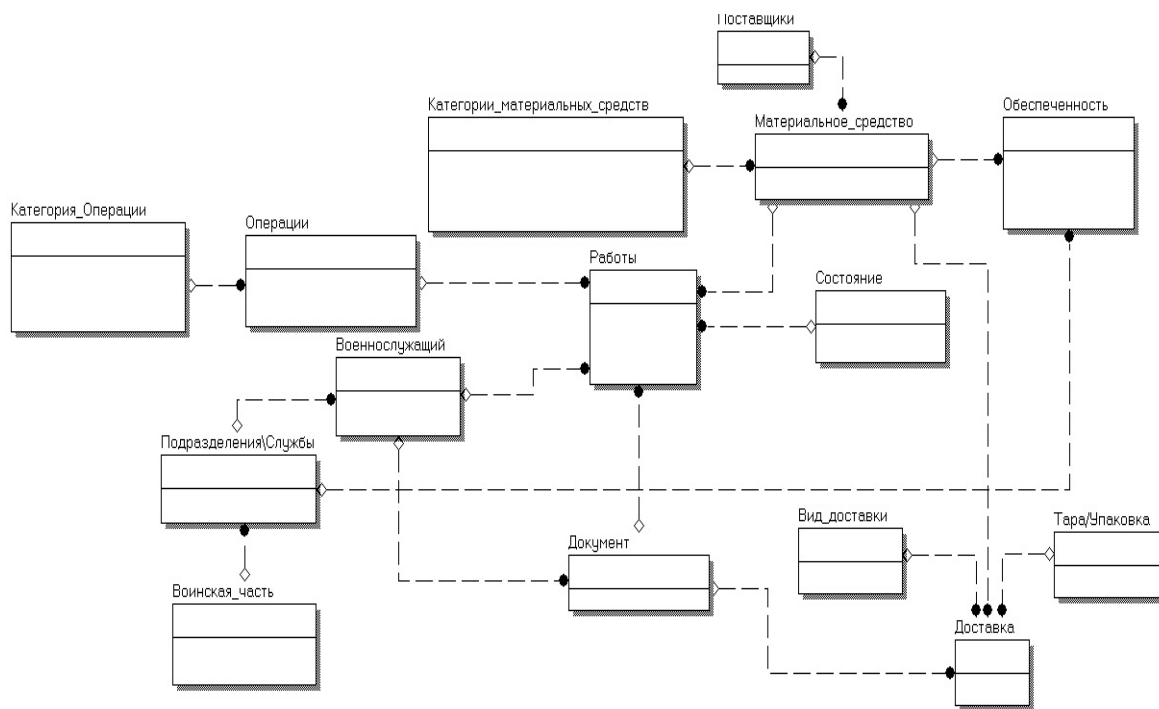 Поставщики
Категории_материальных_средств
Материальное_средство
Обеспеченность
Категория_Операции
Операции
Работы
Состояние
Военнослужащий
Подразделения\Службы
Вид_доставки
Тара/Упаковка
Документ
Воинская_часть
Доставка